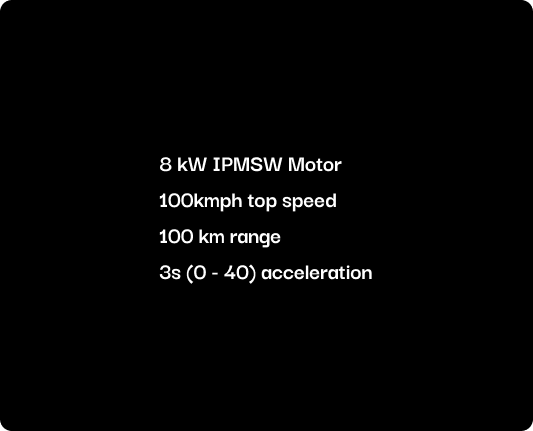 8 kW IPMSW Motor
100kmph top speed
100 km range
3s (0 - 40) acceleration